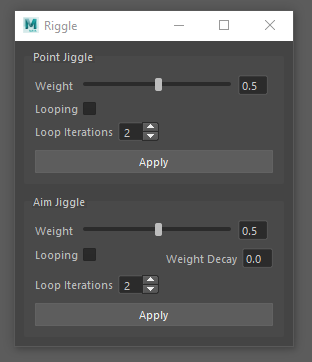 Riggle
Point Jiggle
Weight 0.5
Looping
Loop Iterations 2
Apply
Aim Jiggle
Weight 0.5
Looping Weight Decay 0.0
Loop Iterations 2
Apply